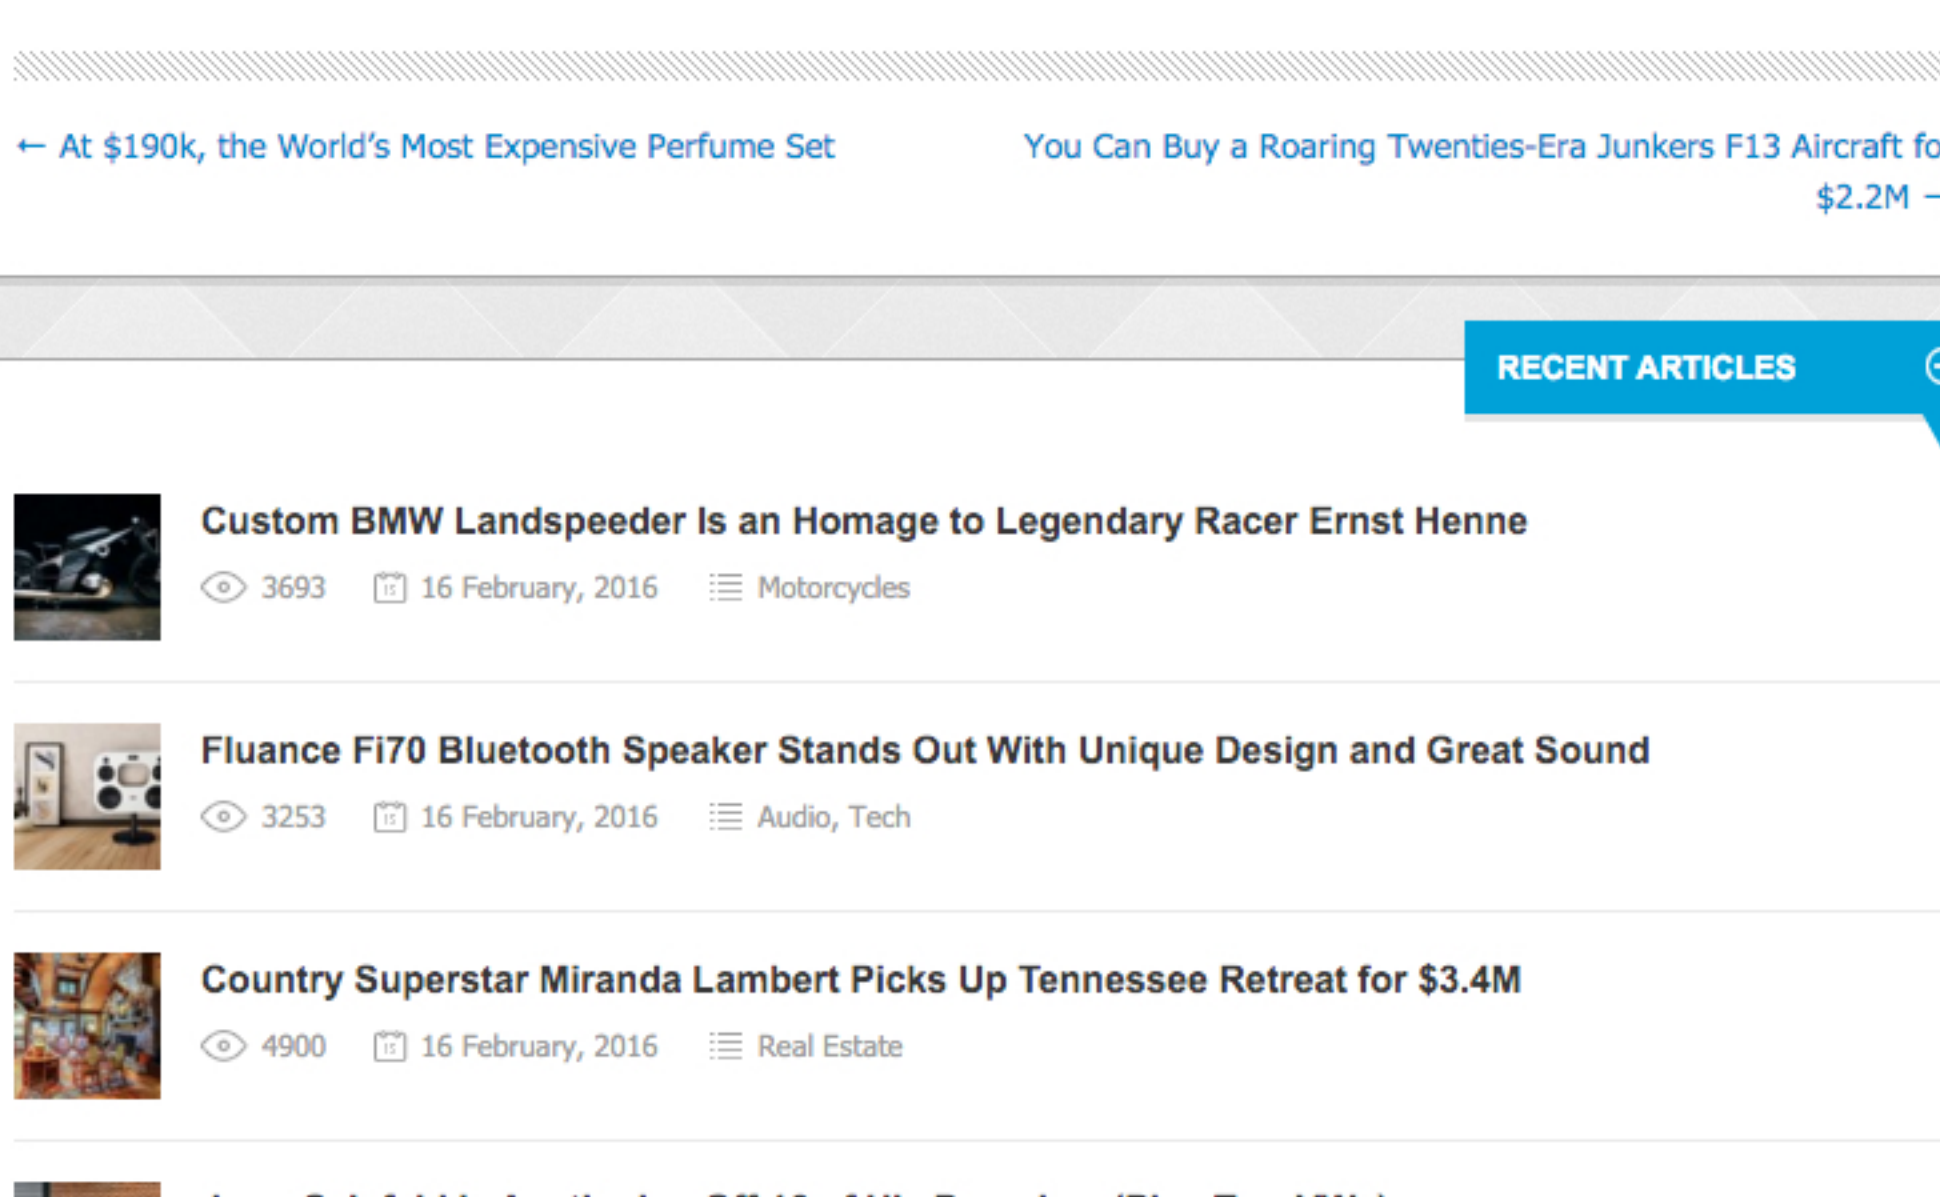 ← At $190k, the World's Most Expensive Perfume Set
You Can Buy a Roaring Twenties-Era Junkers F13 Aircraft
$2.2M
RECENT ARTICLES
Custom BMW Landspeeder Is an Homage to Legendary Racer Ernst Henne
3693 16 February, 2016 Motorcycles
Fluance Fi70 Bluetooth Speaker Stands Out With Unique Design and Great Sound
3253 16 February, 2016 Audio, Tech
Country Superstar Miranda Lambert Picks Up Tennessee Retreat for $3.4M
4900 16 February, 2016 Real Estate